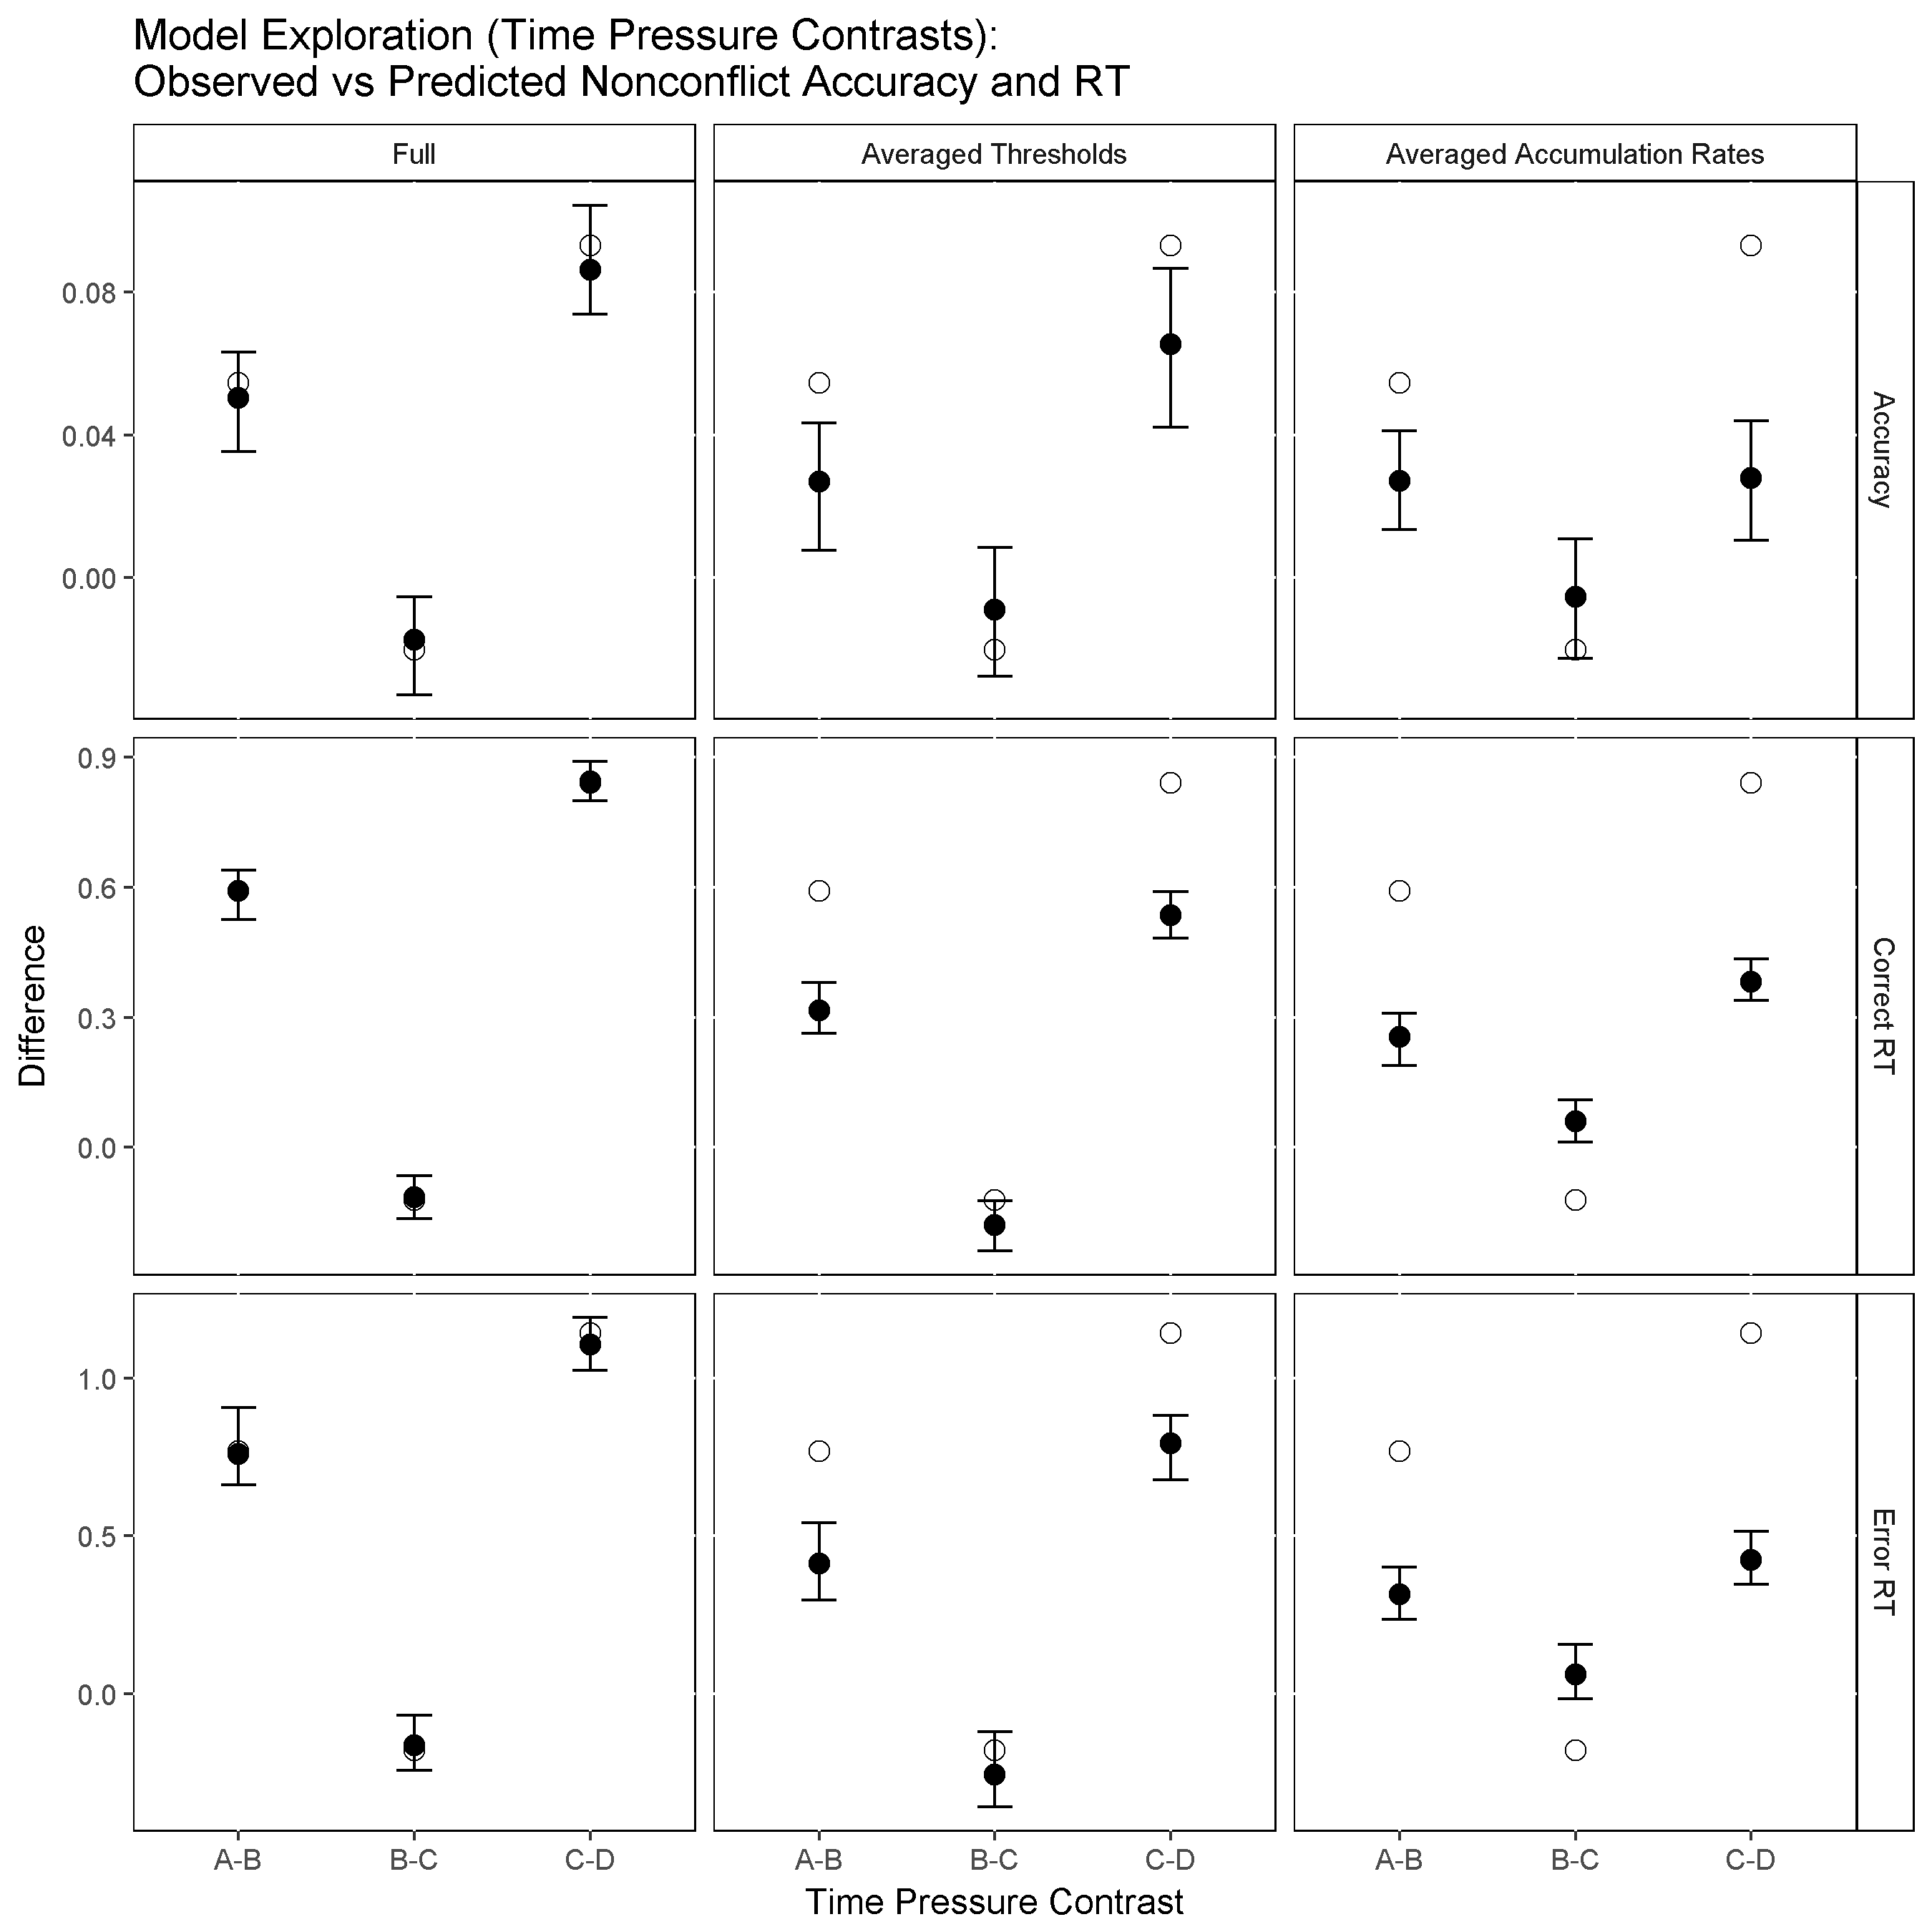 Model Exploration (Time Pressure Contrasts):
Observed vs Predicted Nonconflict Accuracy and RT
Full
Averaged Thresholds
Averaged Accumulation Rates
0.08
0.04
0.00
Accuracy
0.9
0.6
0.3
0.0
Correct RT
Difference
1.0
0.5
0.0
Error RT
A-B
B-C
C-D
A-B
B-C
C-D
A-B
B-C
C-D
Time Pressure Contrast